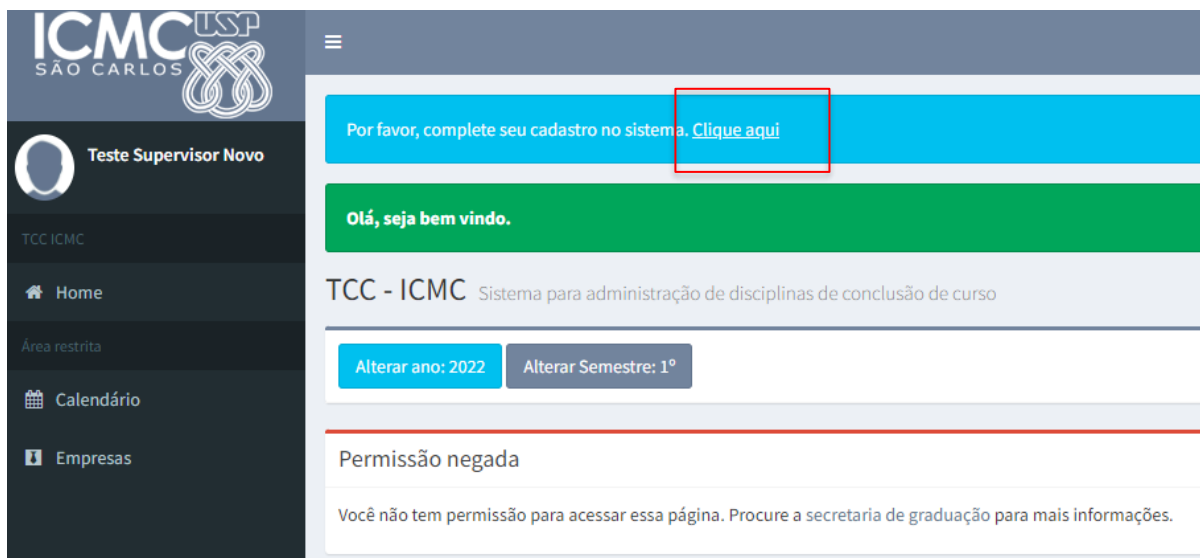 ICMC USP
SÃO CARLOS
Teste Supervisor Novo
TCC ICMC
Home
Área restrita
Calendário
Empresas
Por favor, complete seu cadastro no sistema. Clique aqui
Olá, seja bem vindo.
TCC - ICMC Sistema para administração de disciplinas de conclusão de curso
Alterar ano: 2022 Alterar Semestre: 1º
Permissão negada
Você não tem permissão para acessar essa página. Procure a secretaria de graduação para mais informações.